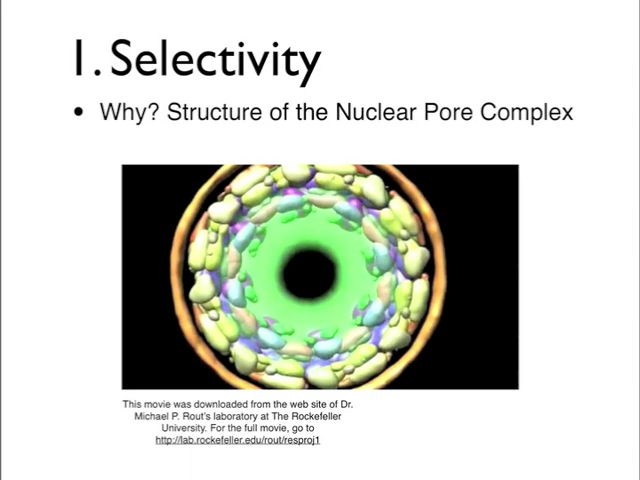 1. Selectivity
• Why? Structure of the Nuclear Pore Complex
This movie was downloaded from the web site of Dr.
Michael P. Rout's laboratory at The Rockefeller
University. For the full movie, go to
http://lab.rockefeller.edu/rout/resproj1